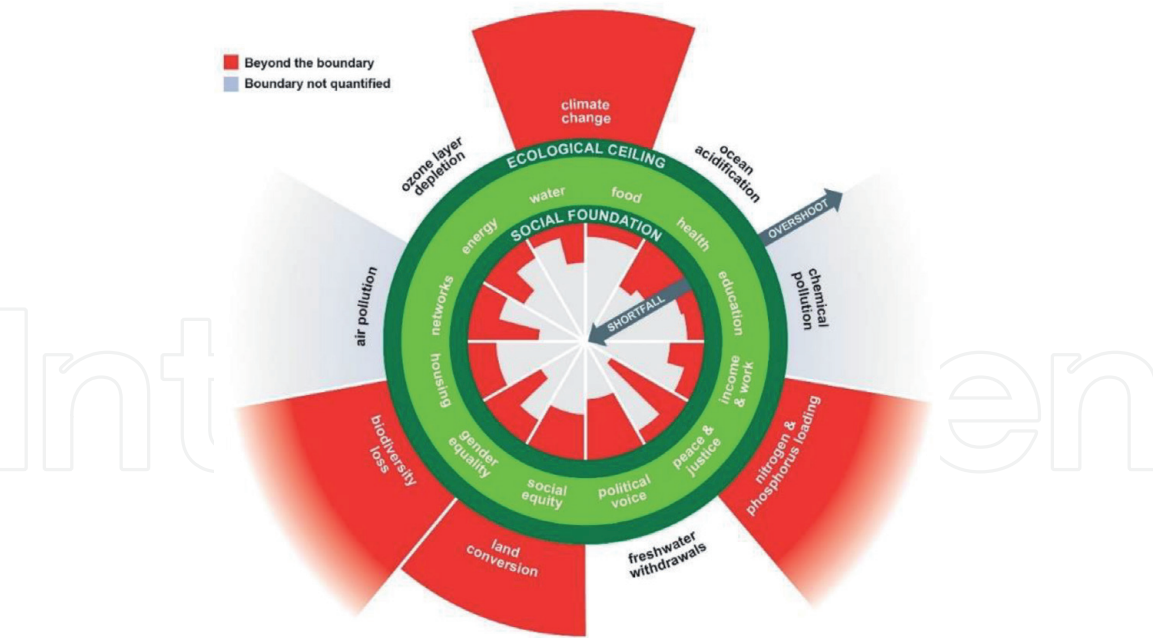 Beyond the boundary
Boundary not quantified
climate
change
ozone layer
depletion
ECOLOGICAL CEILING
ocean
acidification
water
food
energy
SOCIAL FOUNDATION
health
OVERSHOOT
air pollution
networks
SHORTFALL
education
chemical
pollution
housing
income
& work
biodiversity
loss
gender
equality
social
equity
political
voice
peace &
justice
nitrogen &
phosphorus loading
land
conversion
freshwater
withdrawals